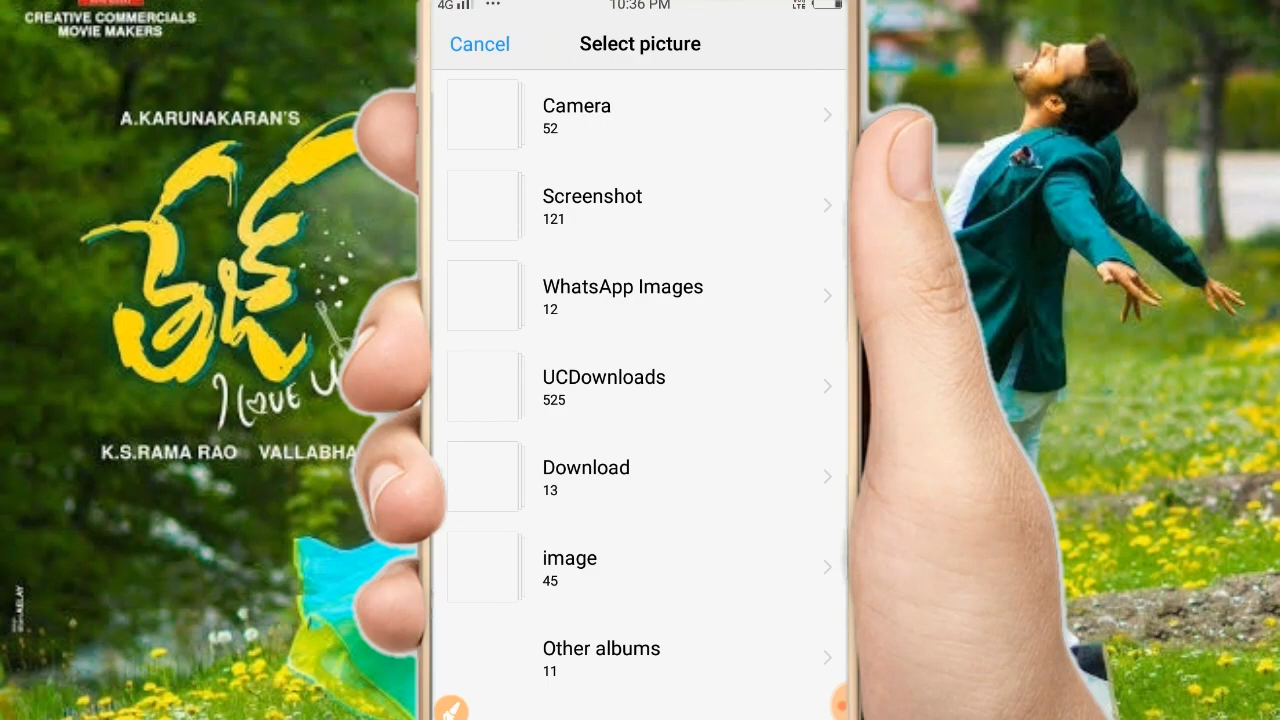 CREATIVE COMMERCIALS
MOVIE MAKERS
A.KARUNAKARAN'S
తేజ్
I LOVE U
K.S.RAMA RAO VALLABHA
4G 10:36 PM
Cancel Select picture
Camera
52
Screenshot
121
WhatsApp Images
12
UCDownloads
525
Download
13
image
45
Other albums
11